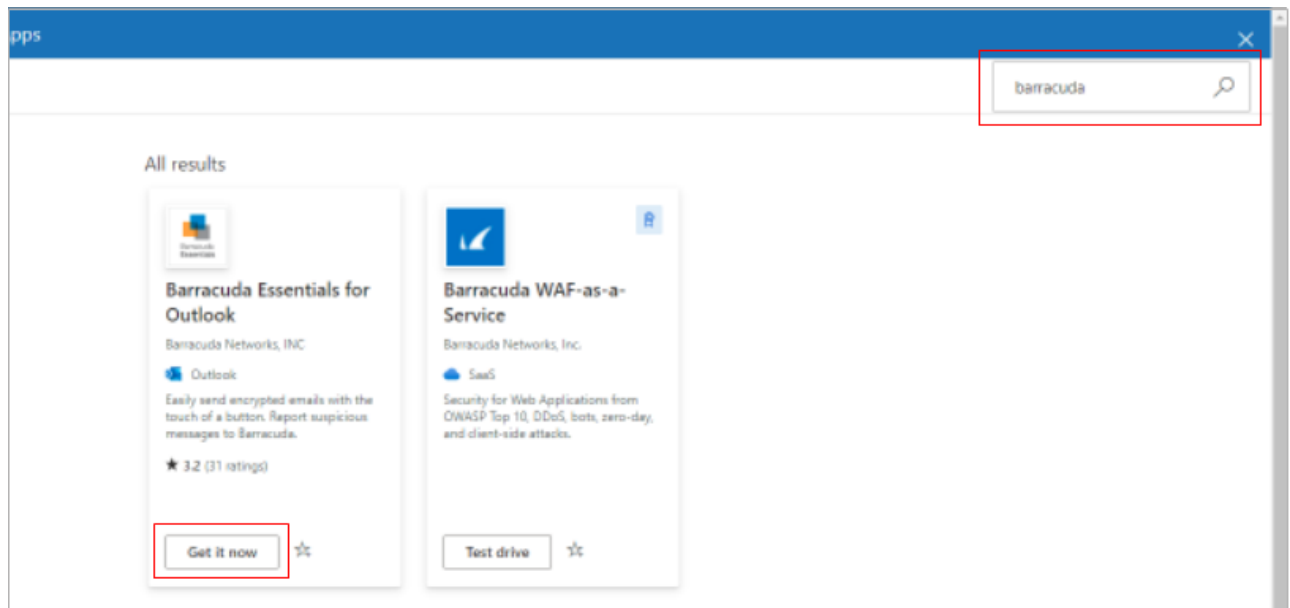 pps
barracuda
All results
Barracuda
Essentials
Barracuda Essentials for
Outlook
Barracuda Networks, INC
Outlook
Easily send encrypted emails with the
touch of a button. Report suspicious
messages to Barracuda.
★ 3.2 (31 ratings)
Get it now
Barracuda WAF-as-a-
Service
Barracuda Networks, Inc.
SaaS
Security for Web Applications from
OWASP Top 10, DDoS, bots, zero-day,
and client-side attacks.
Test drive